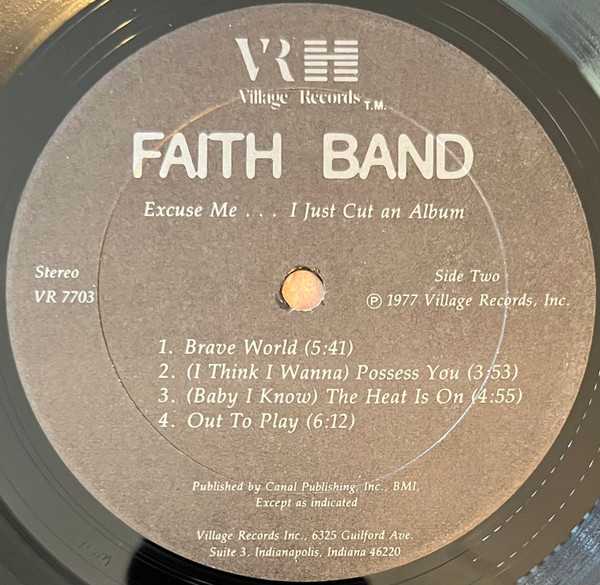 VR
Village Records T.M.
FAITH BAND
Excuse Me . . . I Just Cut an Album
Stereo
VR 7703
Side Two
℗ 1977 Village Records, Inc.
1. Brave World (5:41)
2. (I Think I Wanna) Possess You (3:53)
3. (Baby I Know) The Heat Is On (4:55)
4. Out To Play (6:12)
Published by Canal Publishing, Inc., BMI,
Except as indicated
Village Records Inc., 6325 Guilford Ave.
Suite 3, Indianapolis, Indiana 46220